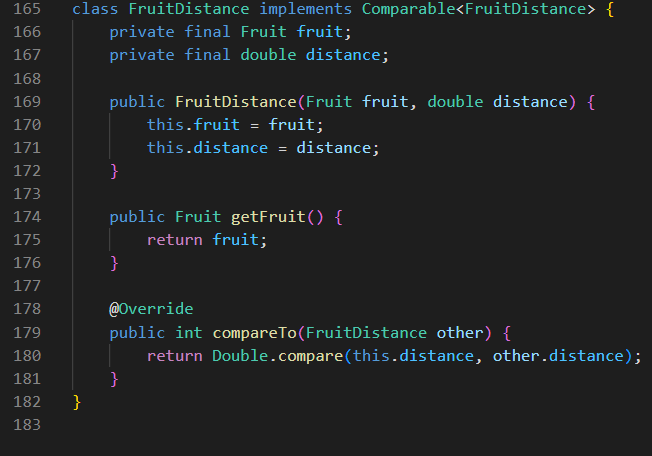 165 class FruitDistance implements Comparable<FruitDistance> {
166     private final Fruit fruit;
167     private final double distance;
168
169     public FruitDistance(Fruit fruit, double distance) {
170         this.fruit = fruit;
171         this.distance = distance;
172     }
173
174     public Fruit getFruit() {
175         return fruit;
176     }
177
178     @Override
179     public int compareTo(FruitDistance other) {
180         return Double.compare(this.distance, other.distance);
181     }
182 }
183